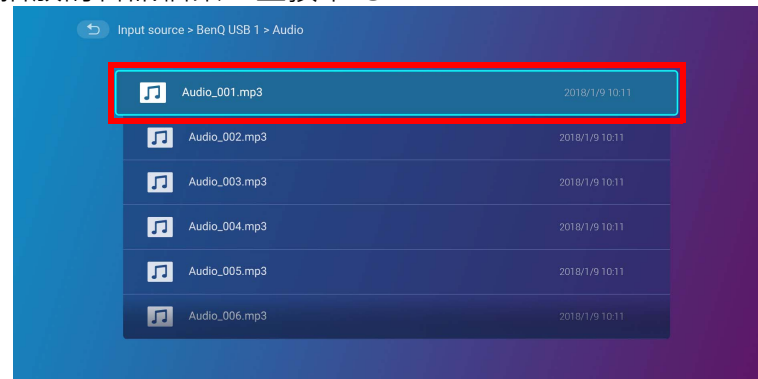 Input source > BenQ USB 1 > Audio
Audio_001.mp3 2018/1/9 10:11
Audio_002.mp3 2018/1/9 10:11
Audio_003.mp3 2018/1/9 10:11
Audio_004.mp3 2018/1/9 10:11
Audio_005.mp3 2018/1/9 10:11
Audio_006.mp3 2018/1/9 10:11